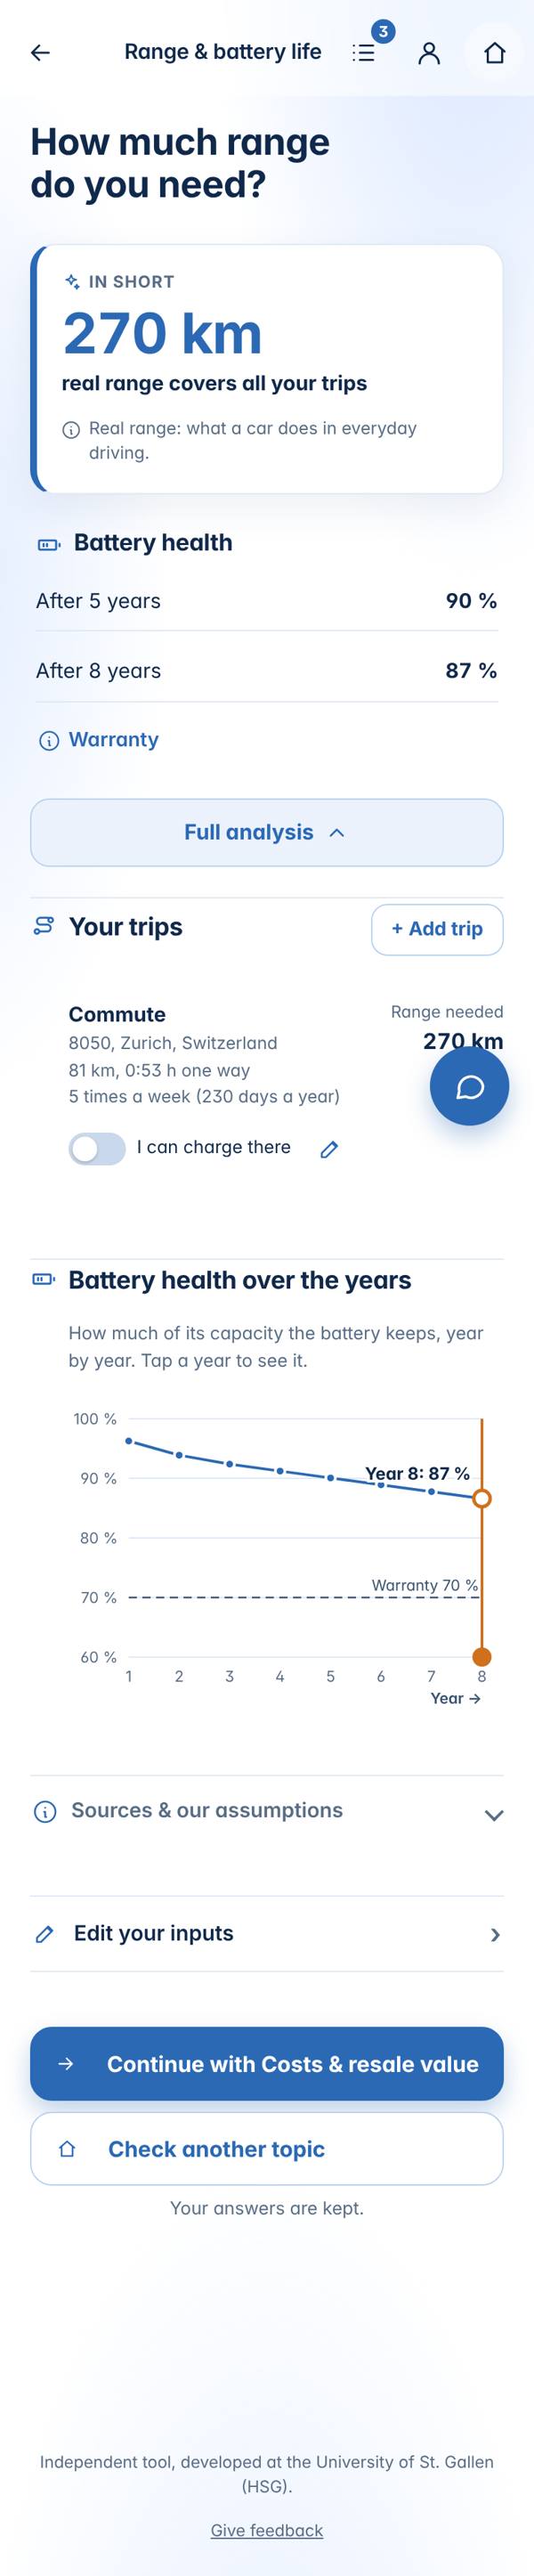 Range & battery life
3
How much range
do you need?
IN SHORT
270 km
real range covers all your trips
Real range: what a car does in everyday
driving.
Battery health
After 5 years 90 %
After 8 years 87 %
Warranty
Full analysis
Your trips
+ Add trip
Commute
Range needed
8050, Zurich, Switzerland
270 km
81 km, 0:53 h one way
5 times a week (230 days a year)
I can charge there
Battery health over the years
How much of its capacity the battery keeps, year
by year. Tap a year to see it.
100 %
90 %
Year 8: 87 %
80 %
Warranty 70 %
70 %
60 %
1 2 3 4 5 6 7 8
Year →
Sources & our assumptions
Edit your inputs
Continue with Costs & resale value
Check another topic
Your answers are kept.
Independent tool, developed at the University of St. Gallen
(HSG).
Give feedback